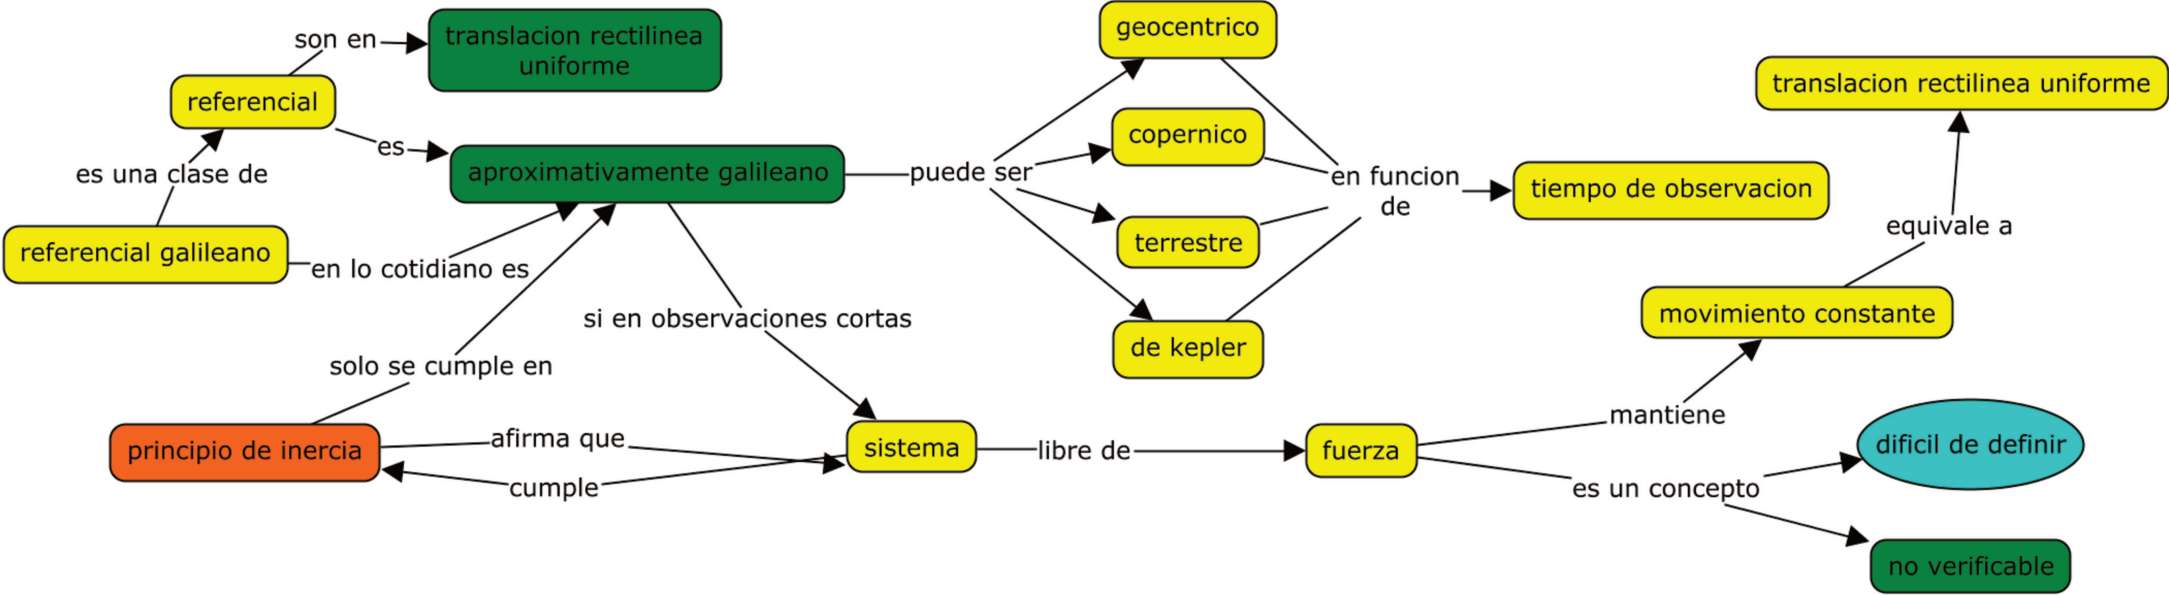 son en
translacion rectilinea
uniforme
referencial
es
es una clase de
aproximativamente galileano
referencial galileano
en lo cotidiano es
puede ser
geocentrico
copernico
terrestre
de kepler
en funcion
de
tiempo de observacion
translacion rectilinea uniforme
equivale a
movimiento constante
si en observaciones cortas
solo se cumple en
principio de inercia
afirma que
cumple
sistema
libre de
fuerza
mantiene
es un concepto
dificil de definir
no verificable